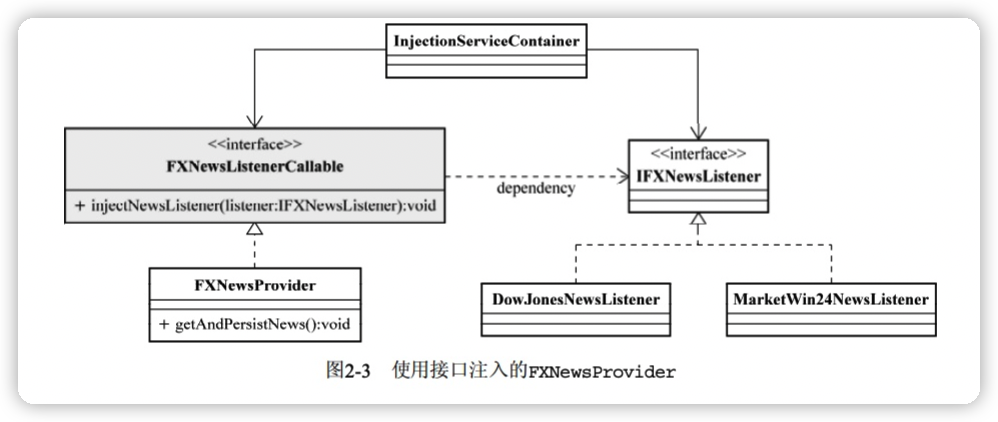 InjectionServiceContainer
<<interface>>
FXNewsListenerCallable
+ injectNewsListener(listener:IFXNewsListener):void
dependency
<<interface>>
IFXNewsListener
FXNewsProvider
+ getAndPersistNews():void
DowJonesNewsListener
MarketWin24NewsListener
图2-3 使用接口注入的FXNewsProvider